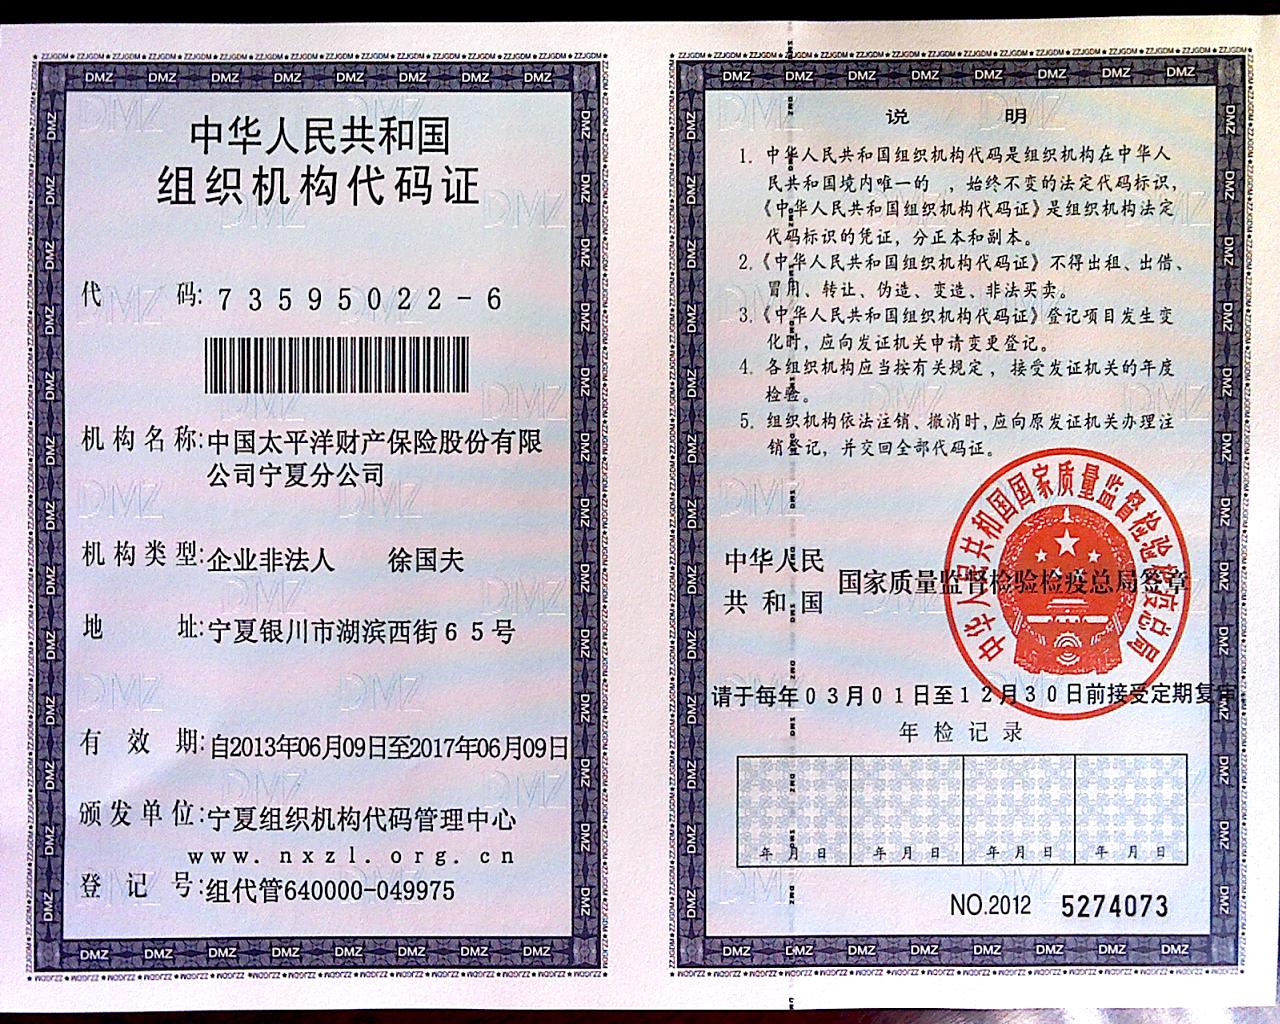 中华人民共和国
组织机构代码证
代 码:73595022-6
机构名称:中国太平洋财产保险股份有限
公司宁夏分公司
机构类型:企业非法人 徐国夫
地 址:宁夏银川市湖滨西街65号
有 效 期:自2013年06月09日至2017年06月09日
颁发单位:宁夏组织机构代码管理中心
www.nxzl.org.cn
登 记 号:组代管640000-049975
说 明
1. 中华人民共和国组织机构代码是组织机构在中华人
民共和国境内唯一的 ，始终不变的法定代码标识，
《中华人民共和国组织机构代码证》是组织机构法定
代码标识的凭证，分正本和副本。
2.《中华人民共和国组织机构代码证》不得出租、出借、
冒用、转让、伪造、变造、非法买卖。
3.《中华人民共和国组织机构代码证》登记项目发生变
化时，应向发证机关申请变更登记。
4. 各组织机构应当按有关规定，接受发证机关的年度
检验。
5. 组织机构依法注销、撤消时,应向原发证机关办理注
销登记，并交回全部代码证。
中华人民
共和国
国家质量监督检验检疫总局签章
中华人民共和国国家质量监督检验检疫总局
请于每年03月01日至12月30日前接受定期复审
年检记录
年 月 日 年 月 日 年 月 日 年 月 日
NO.2012 5274073